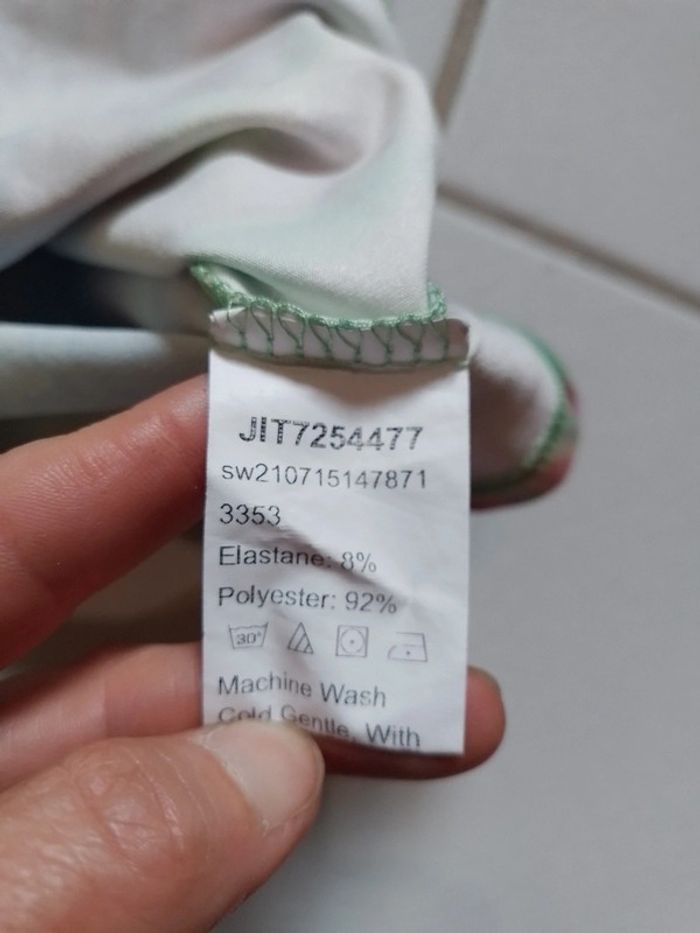 JIT7254477
sw210715147871
3353
Elastane: 8%
Polyester: 92%
30°
Machine Wash
Cold Gentle, With